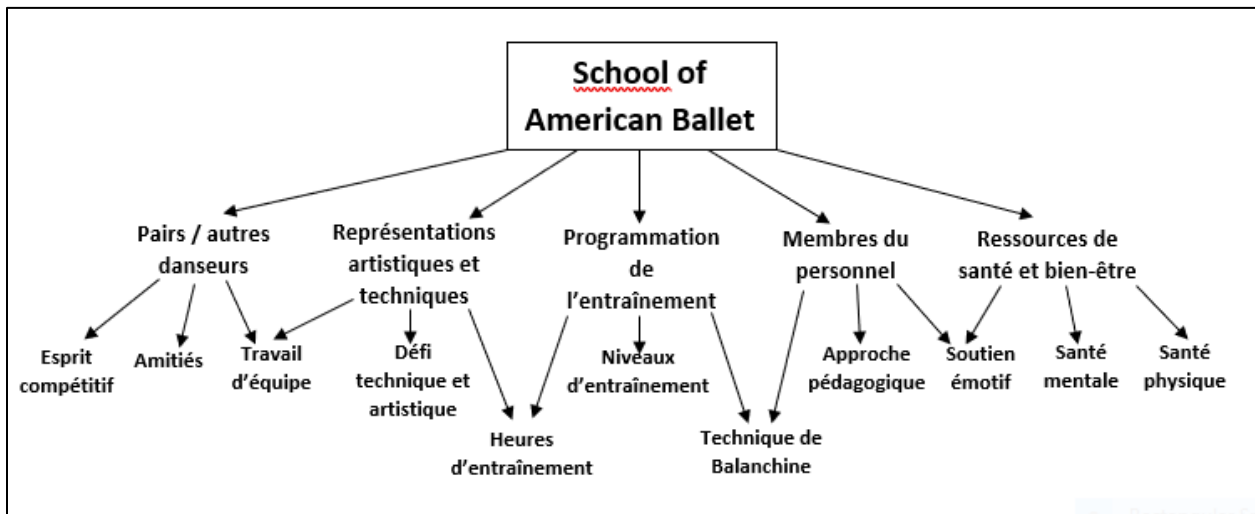 School of
American Ballet
Pairs / autres
danseurs
Représentations
artistiques et
techniques
Programmation
de
l'entraînement
Membres du
personnel
Ressources de
santé et bien-être
Esprit
compétitif
Amitiés
Travail
d'équipe
Défi
technique et
artistique
Heures
d'entraînement
Niveaux
d'entraînement
Technique de
Balanchine
Approche
pédagogique
Soutien
émotif
Santé
mentale
Santé
physique